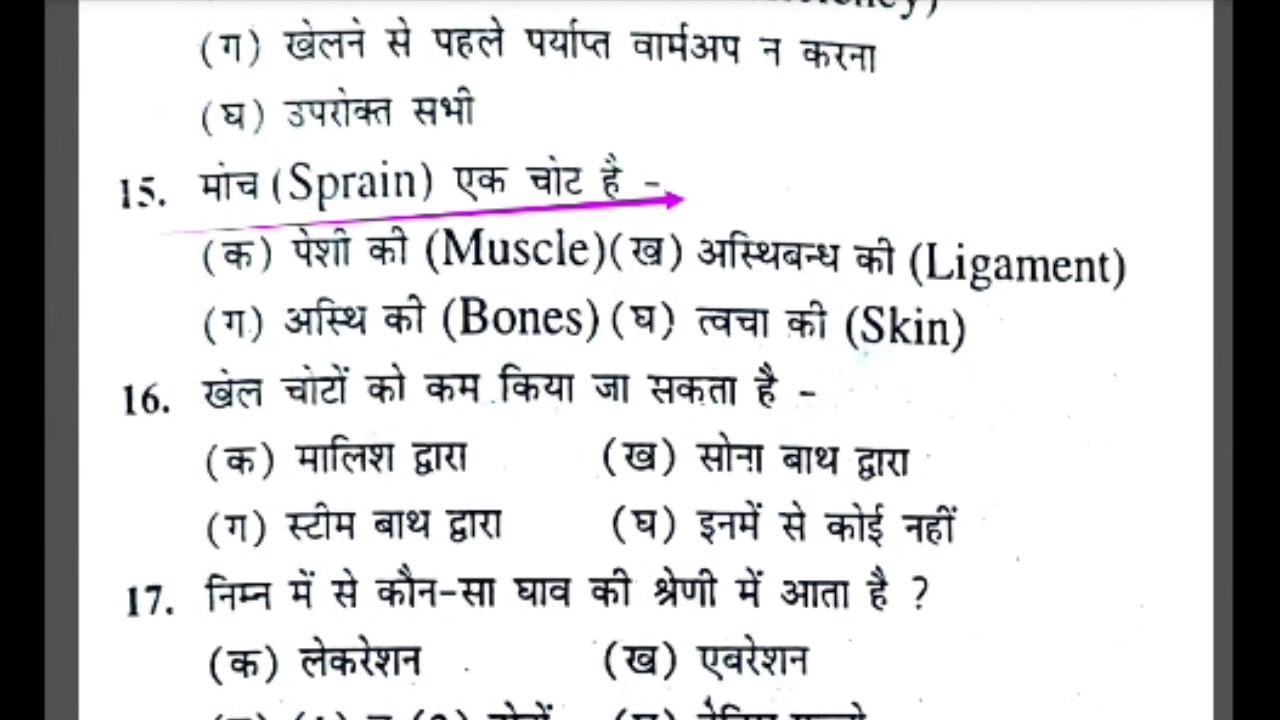 (ग) खेलने से पहले पर्याप्त वार्मअप न करना
(घ) उपरोक्त सभी
15. मोच (Sprain) एक चोट है -
(क) पेशी की (Muscle) (ख) अस्थिबन्ध की (Ligament)
(ग) अस्थि की (Bones) (घ) त्वचा की (Skin)
16. खेल चोटों को कम किया जा सकता है -
(क) मालिश द्वारा (ख) सोना बाथ द्वारा
(ग) स्टीम बाथ द्वारा (घ) इनमें से कोई नहीं
17. निम्न में से कौन-सा घाव की श्रेणी में आता है ?
(क) लेकरेशन (ख) एबरेशन